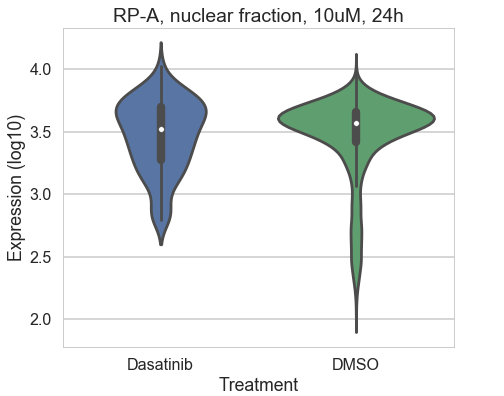 RP-A, nuclear fraction, 10uM, 24h
4.0
3.5
3.0
2.5
2.0
Expression (log10)
Dasatinib DMSO
Treatment